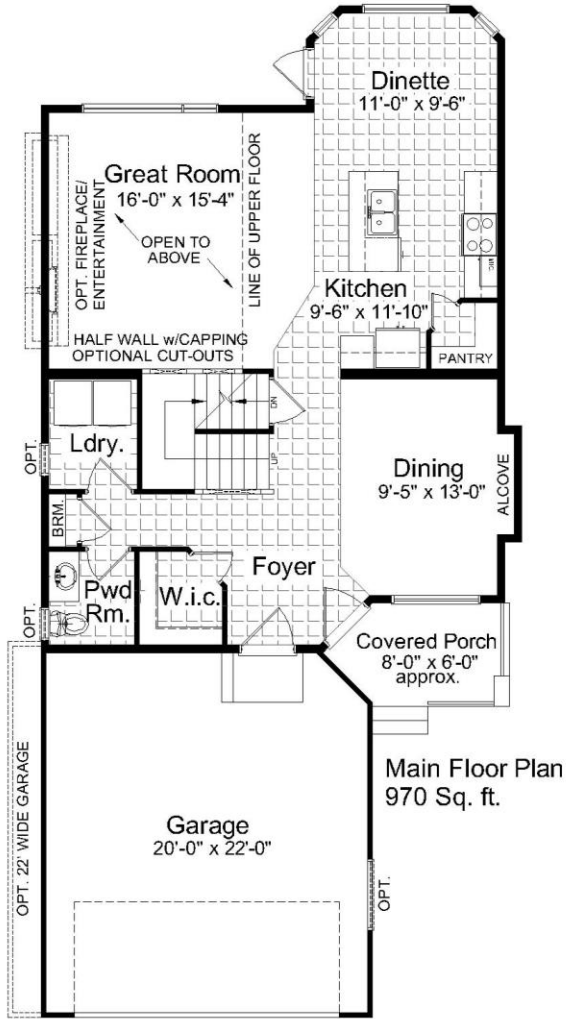 Dinette
11'-0" x 9'-6"
Great Room
16'-0" x 15'-4"
OPT. FIREPLACE/
ENTERTAINMENT
OPEN TO
ABOVE
LINE OF UPPER FLOOR
Kitchen
9'-6" x 11'-10"
HALF WALL w/CAPPING
OPTIONAL CUT-OUTS
PANTRY
DN
UP
OPT.
Ldry.
Dining
9'-5" x 13'-0"
ALCOVE
BRM.
Foyer
OPT.
Pwd
Rm.
W.i.c.
Covered Porch
8'-0" x 6'-0"
approx.
Main Floor Plan
970 Sq. ft.
OPT. 22' WIDE GARAGE
Garage
20'-0" x 22'-0"
OPT.